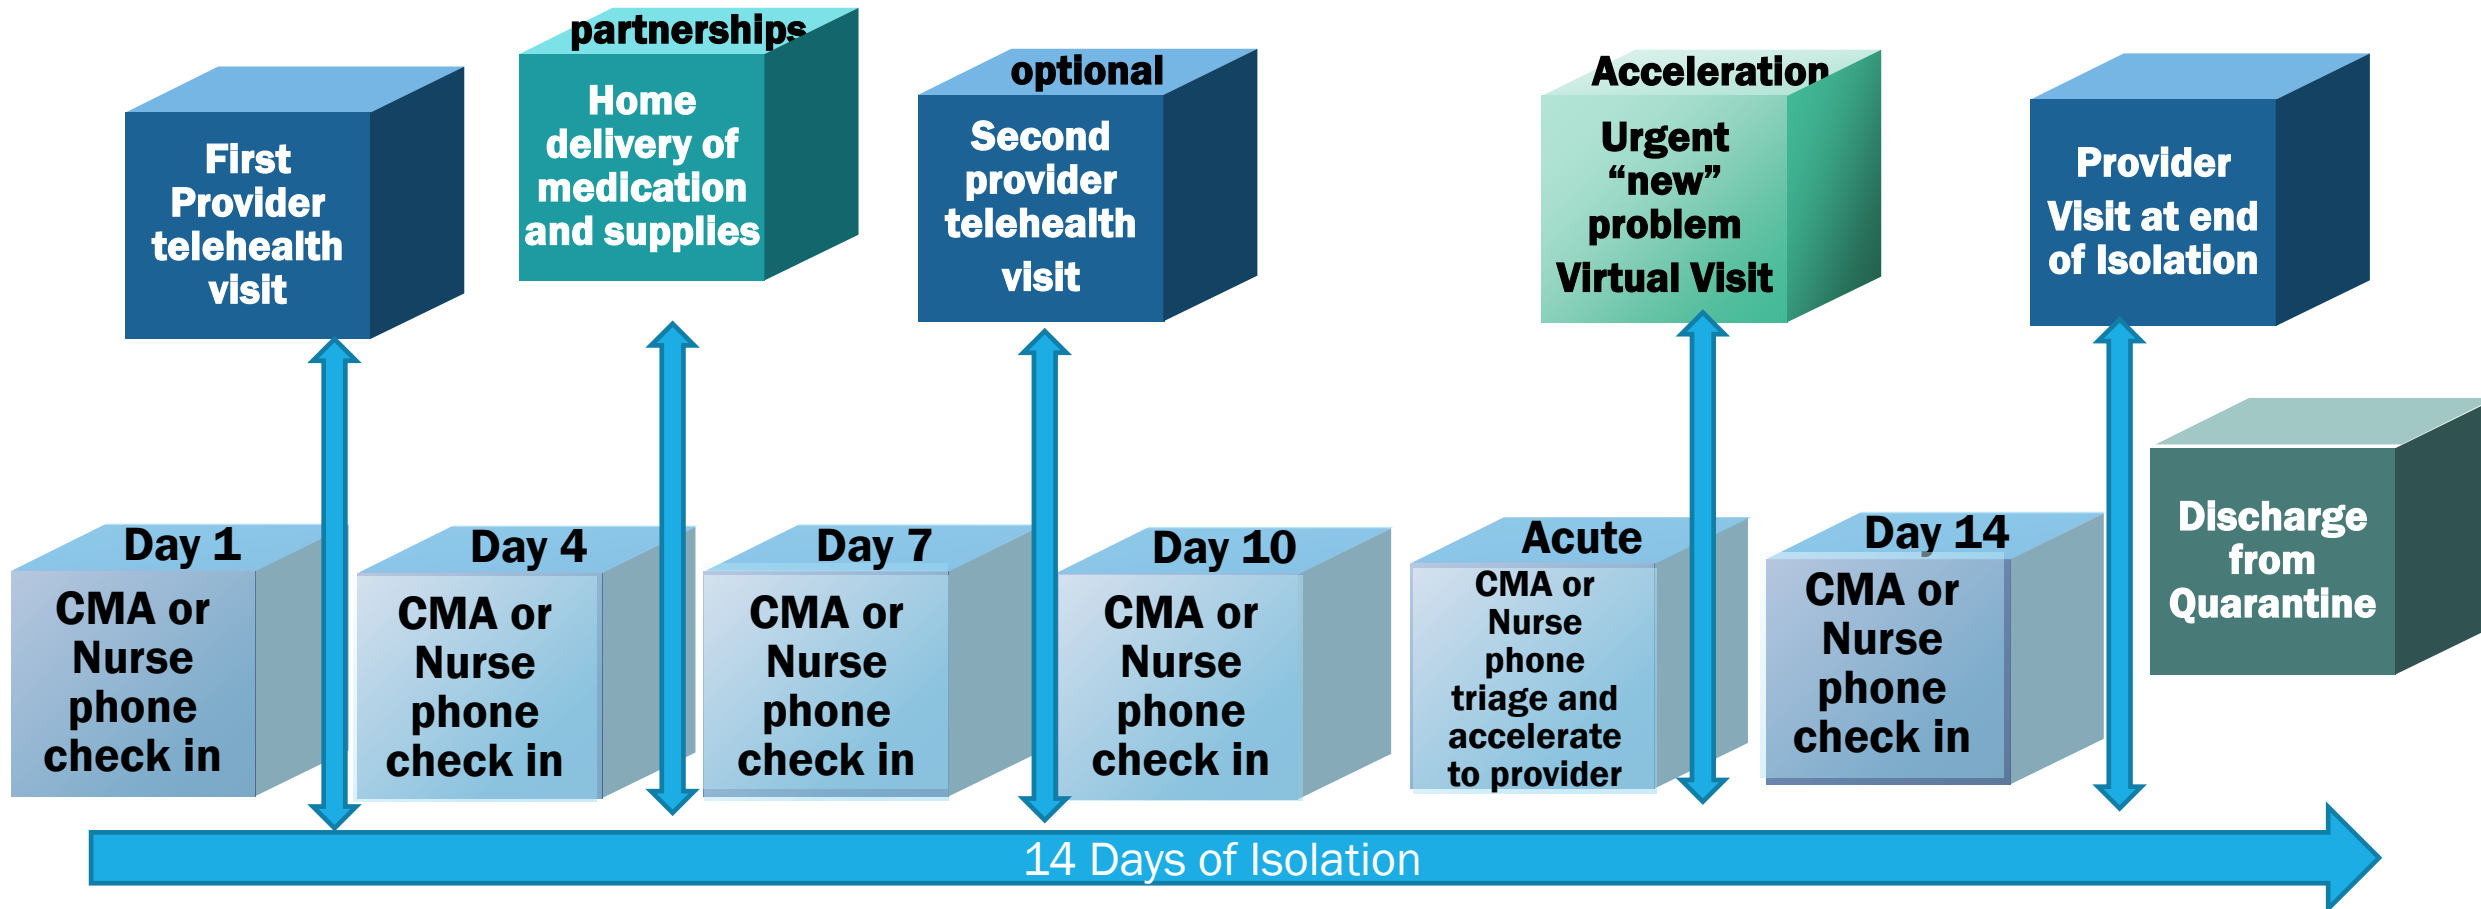 First
Provider
telehealth
visit
partnerships
Home
delivery of
medication
and supplies
optional
Second
provider
telehealth
visit
Acceleration
Urgent
“new”
problem
Virtual Visit
Provider
Visit at end
of Isolation
Day 1
CMA or
Nurse
phone
check in
Day 4
CMA or
Nurse
phone
check in
Day 7
CMA or
Nurse
phone
check in
Day 10
CMA or
Nurse
phone
check in
Acute
CMA or
Nurse
phone
triage and
accelerate
to provider
Day 14
CMA or
Nurse
phone
check in
Discharge
from
Quarantine
14 Days of Isolation